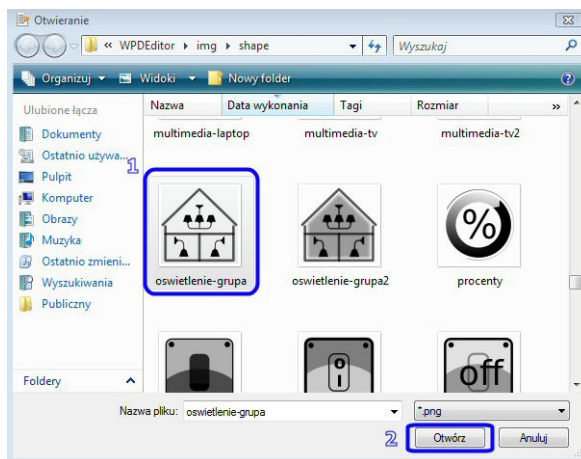 Otwieranie
« WPDEditor ▸ img ▸ shape
Wyszukaj
Organizuj Widoki Nowy folder
Ulubione łącza
Dokumenty
Ostatnio używa...
Pulpit
Komputer
Obrazy
Muzyka
Ostatnio zmieni...
Wyszukiwania
Publiczny
Foldery
Nazwa Data wykonania Tagi Rozmiar »
multimedia-laptop multimedia-tv multimedia-tv2
1
%
oswietlenie-grupa oswietlenie-grupa2 procenty
o
I
off
Nazwa pliku: oswietlenie-grupa *.png
2 Otwórz Anuluj